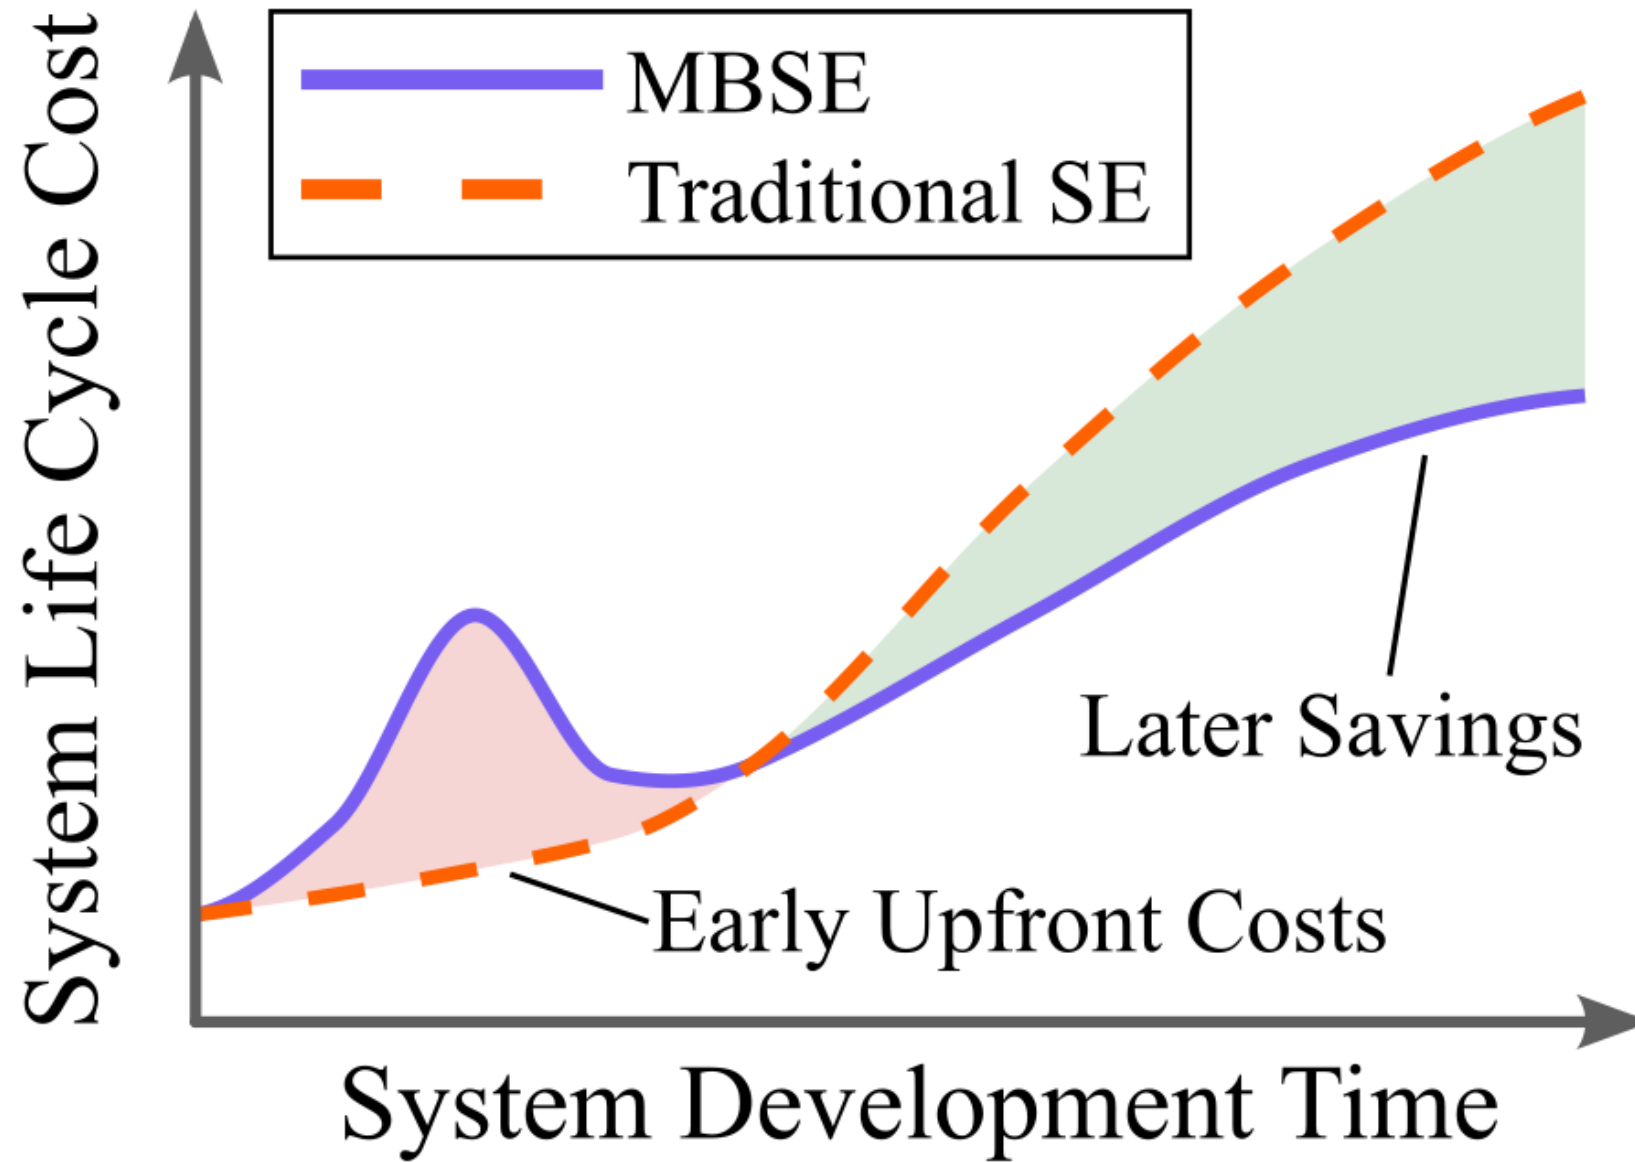 System Life Cycle Cost
MBSE
Traditional SE
Later Savings
Early Upfront Costs
System Development Time